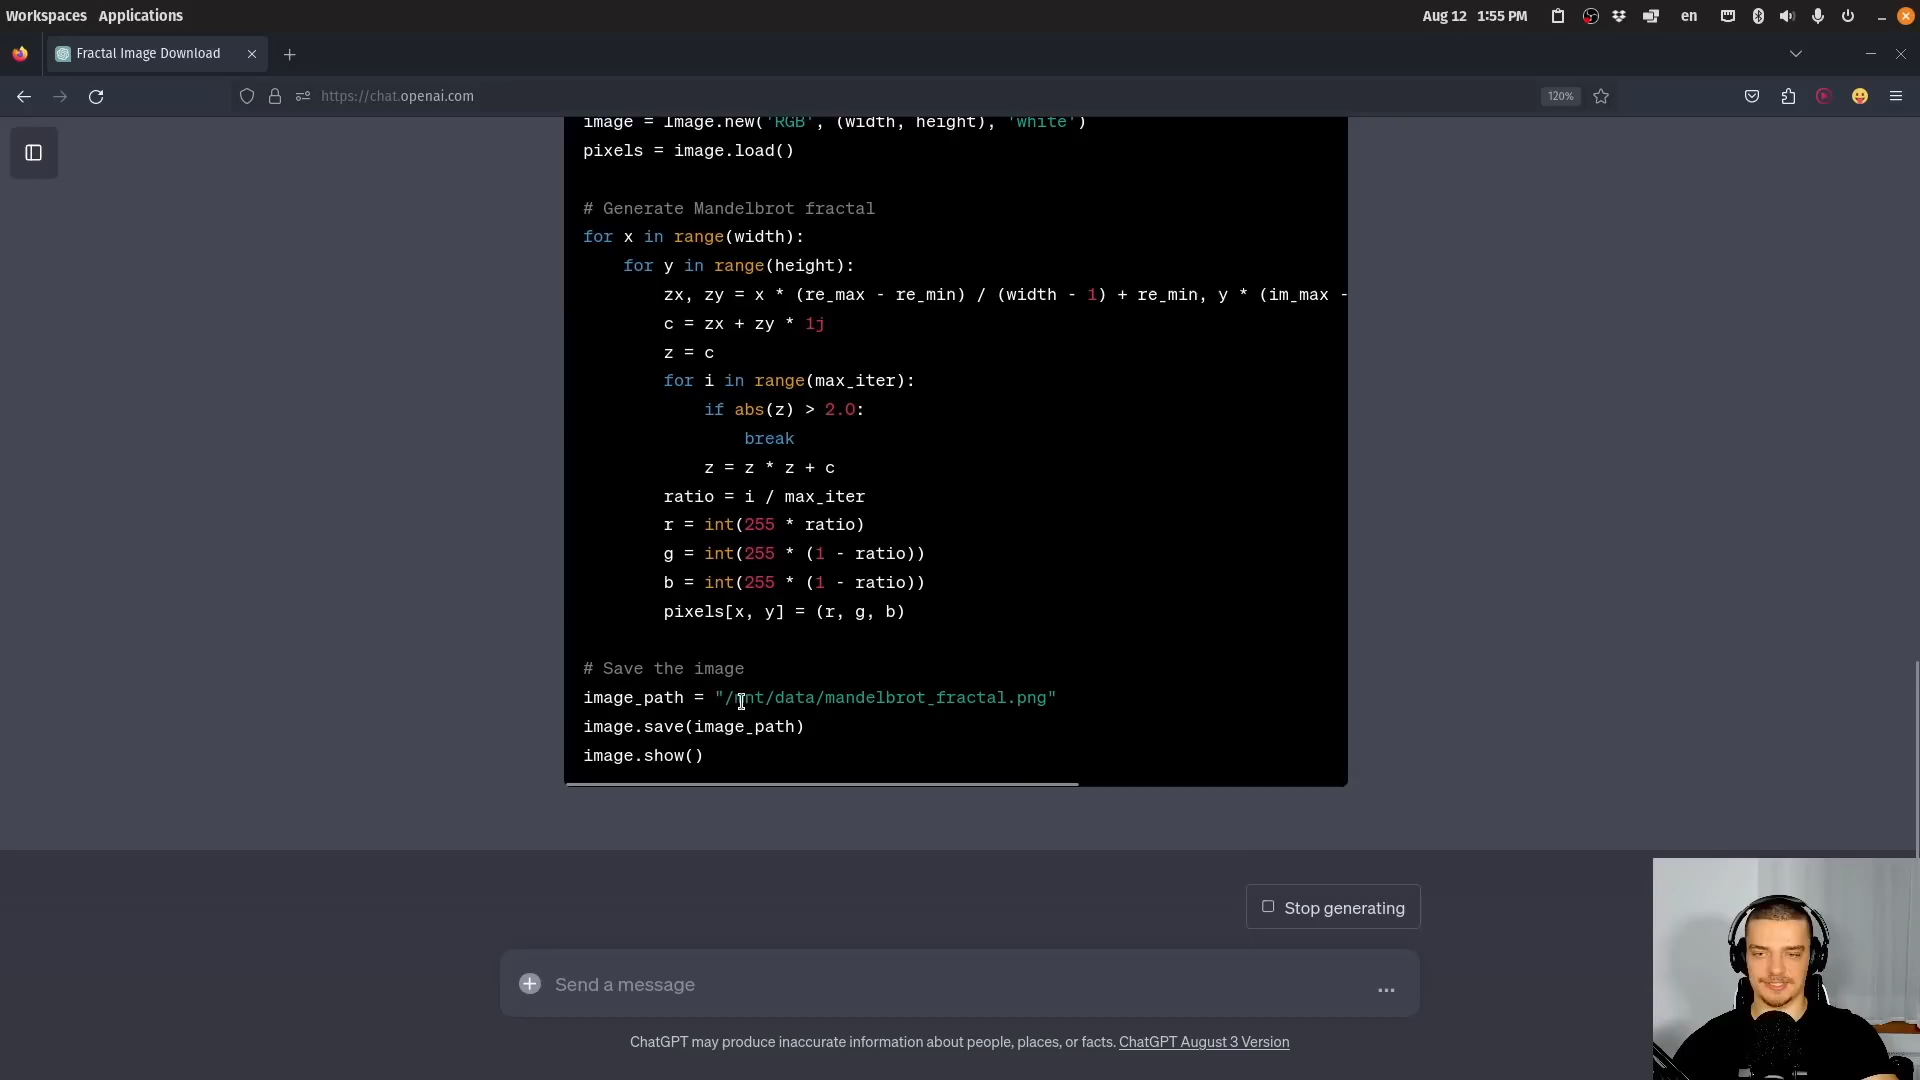 Workspaces Applications
Aug 12 1:55 PM
en
Fractal Image Download
https://chat.openai.com
120%
image = Image.new('RGB', (width, height), 'white')
pixels = image.load()
# Generate Mandelbrot fractal
for x in range(width):
for y in range(height):
zx, zy = x * (re_max - re_min) / (width - 1) + re_min, y * (im_max -
c = zx + zy * 1j
z = c
for i in range(max_iter):
if abs(z) > 2.0:
break
z = z * z + c
ratio = i / max_iter
r = int(255 * ratio)
g = int(255 * (1 - ratio))
b = int(255 * (1 - ratio))
pixels[x, y] = (r, g, b)
# Save the image
image_path = "/mnt/data/mandelbrot_fractal.png"
image.save(image_path)
image.show()
Stop generating
Send a message
ChatGPT may produce inaccurate information about people, places, or facts. ChatGPT August 3 Version